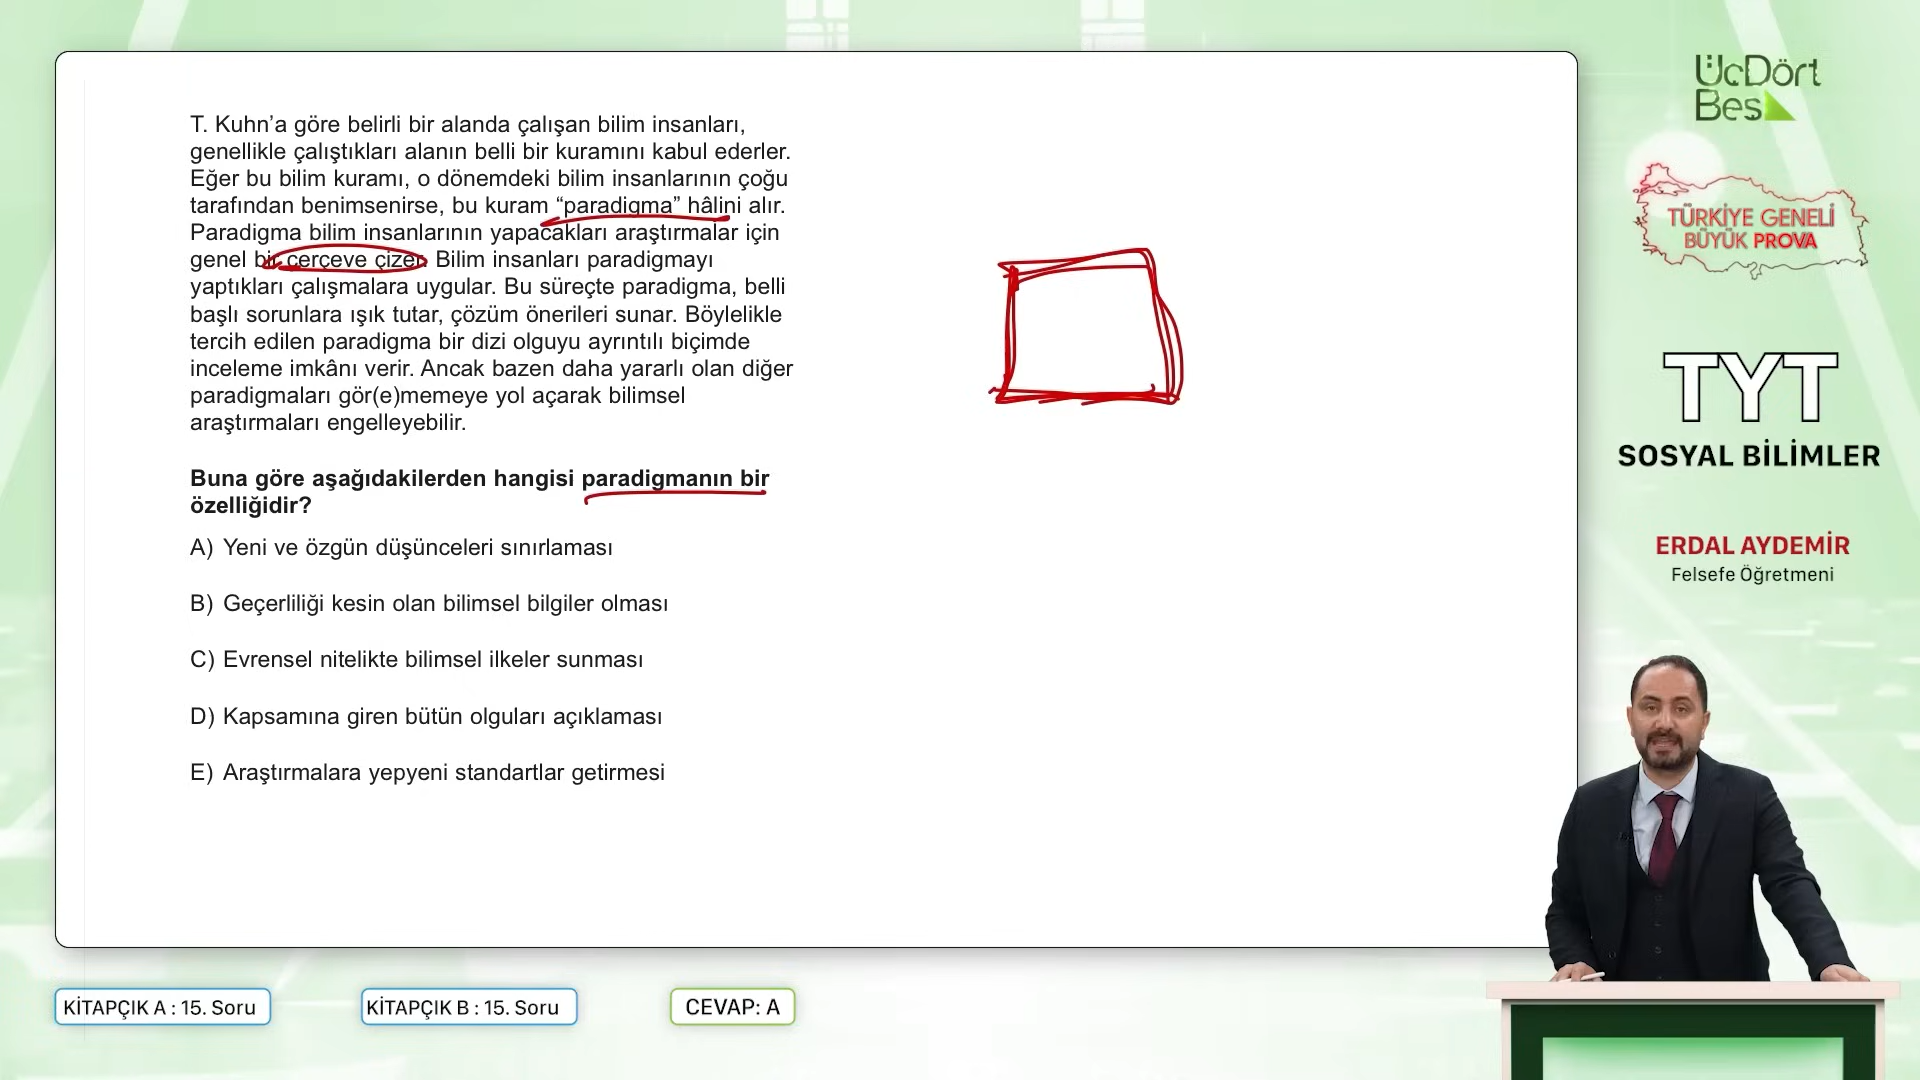 T. Kuhn’a göre belirli bir alanda çalışan bilim insanları,
genellikle çalıştıkları alanın belli bir kuramını kabul ederler.
Eğer bu bilim kuramı, o dönemdeki bilim insanlarının çoğu
tarafından benimsenirse, bu kuram “paradigma” hâlini alır.
Paradigma bilim insanlarının yapacakları araştırmalar için
genel bir çerçeve çizer. Bilim insanları paradigmayı
yaptıkları çalışmalara uygular. Bu süreçte paradigma, belli
başlı sorunlara ışık tutar, çözüm önerileri sunar. Böylelikle
tercih edilen paradigma bir dizi olguyu ayrıntılı biçimde
inceleme imkânı verir. Ancak bazen daha yararlı olan diğer
paradigmaları gör(e)memeye yol açarak bilimsel
araştırmaları engelleyebilir.
Buna göre aşağıdakilerden hangisi paradigmanın bir
özelliğidir?
A) Yeni ve özgün düşünceleri sınırlaması
B) Geçerliliği kesin olan bilimsel bilgiler olması
C) Evrensel nitelikte bilimsel ilkeler sunması
D) Kapsamına giren bütün olguları açıklaması
E) Araştırmalara yepyeni standartlar getirmesi
KİTAPÇIK A : 15. Soru
KİTAPÇIK B : 15. Soru
CEVAP: A
ÜçDört
Beş
TÜRKİYE GENELİ
BÜYÜK PROVA
TYT
SOSYAL BİLİMLER
ERDAL AYDEMİR
Felsefe Öğretmeni